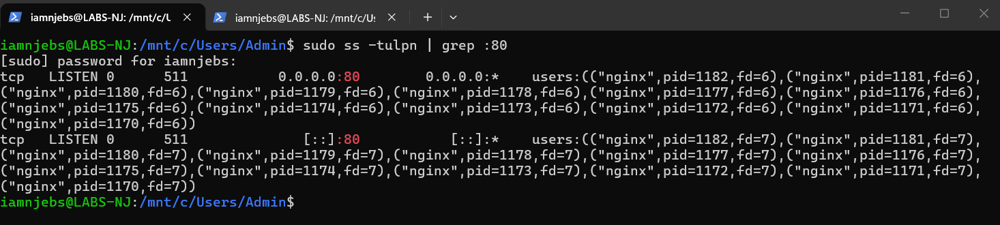 iamnjebs@LABS-NJ: /mnt/c/U
iamnjebs@LABS-NJ: /mnt/c/Us
iamnjebs@LABS-NJ:/mnt/c/Users/Admin$ sudo ss -tulpn | grep :80
[sudo] password for iamnjebs:
tcp   LISTEN 0      511              0.0.0.0:80        0.0.0.0:*    users:(("nginx",pid=1182,fd=6),("nginx",pid=1181,fd=6),
("nginx",pid=1180,fd=6),("nginx",pid=1179,fd=6),("nginx",pid=1178,fd=6),("nginx",pid=1177,fd=6),("nginx",pid=1176,fd=6),
("nginx",pid=1175,fd=6),("nginx",pid=1174,fd=6),("nginx",pid=1173,fd=6),("nginx",pid=1172,fd=6),("nginx",pid=1171,fd=6),
("nginx",pid=1170,fd=6))
tcp   LISTEN 0      511                 [::]:80           [::]:*    users:(("nginx",pid=1182,fd=7),("nginx",pid=1181,fd=7),
("nginx",pid=1180,fd=7),("nginx",pid=1179,fd=7),("nginx",pid=1178,fd=7),("nginx",pid=1177,fd=7),("nginx",pid=1176,fd=7),
("nginx",pid=1175,fd=7),("nginx",pid=1174,fd=7),("nginx",pid=1173,fd=7),("nginx",pid=1172,fd=7),("nginx",pid=1171,fd=7),
("nginx",pid=1170,fd=7))
iamnjebs@LABS-NJ:/mnt/c/Users/Admin$